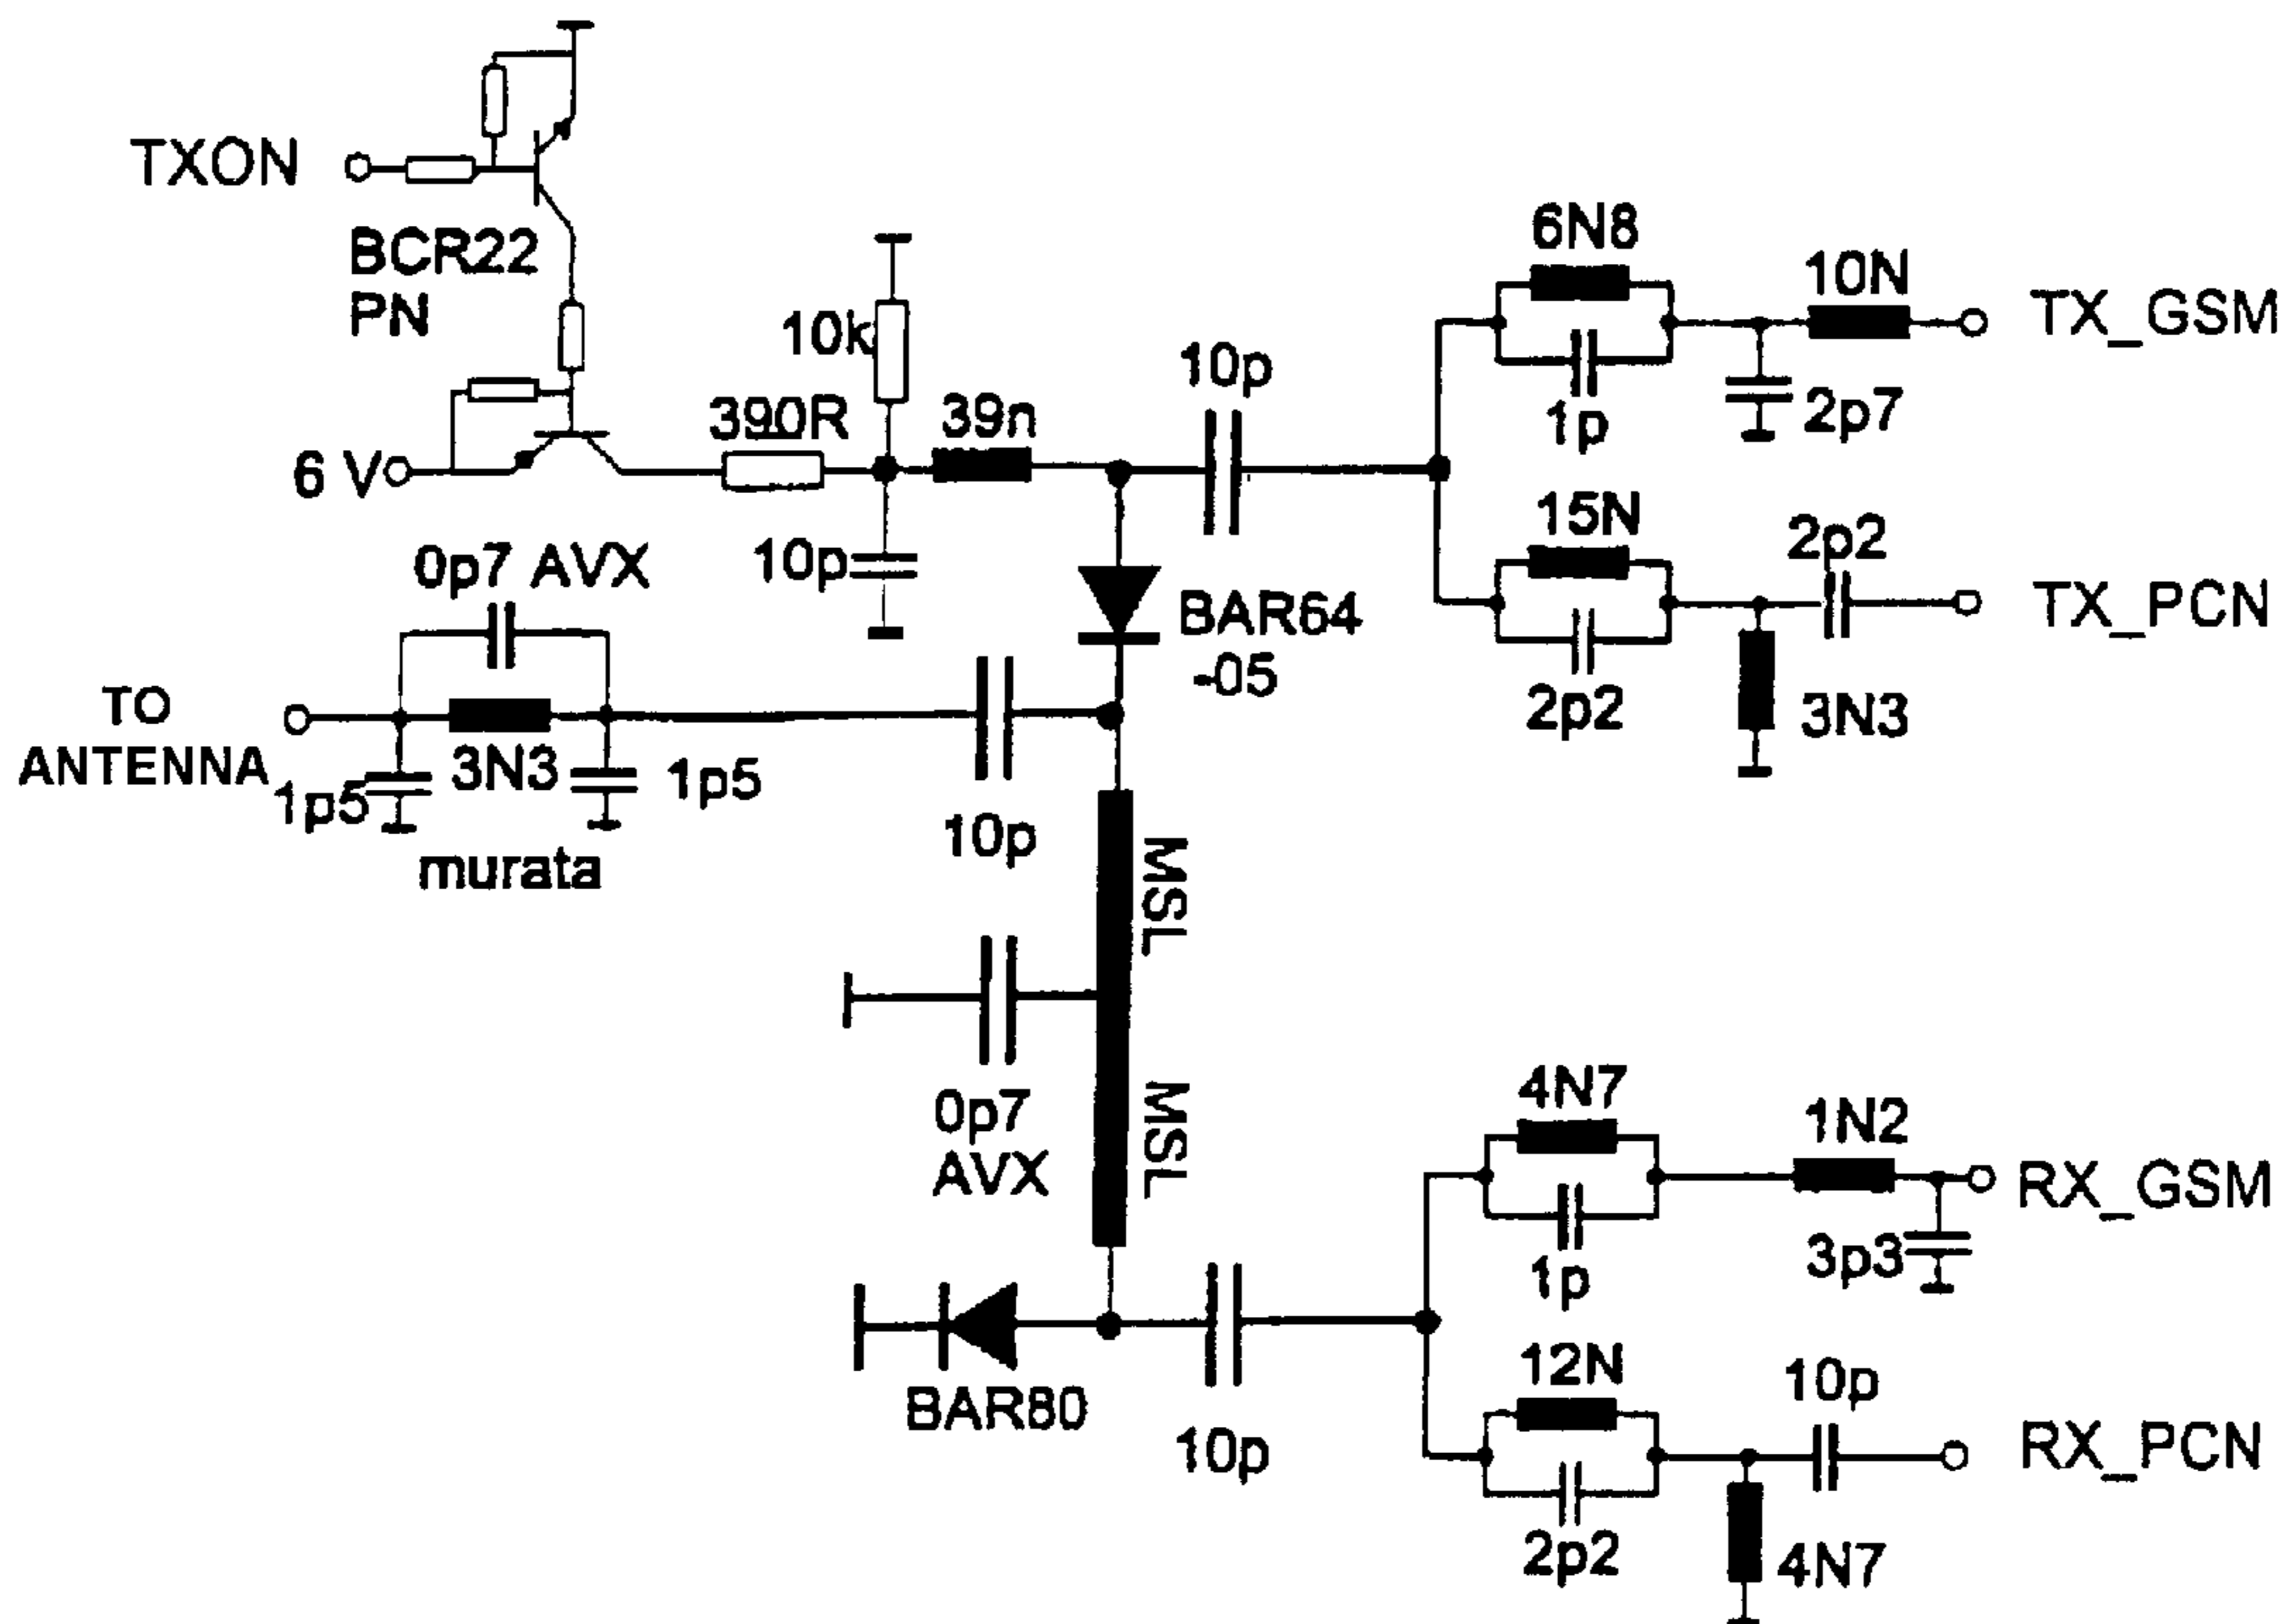 TXON
BCR22
PN
6N8
10N
TX_GSM
10k
10p
1p
2p7
390R
39n
6 V
15N
2p2
0p7 AVX
10p
BAR64
-05
TX_PCN
2p2
3N3
TO
ANTENNA
1p5
3N3
1p5
murata
10p
MSL
0p7
AVX
MSL
4N7
1N2
RX_GSM
1p
3p3
BAR80
10p
12N
10p
RX_PCN
2p2
4N7